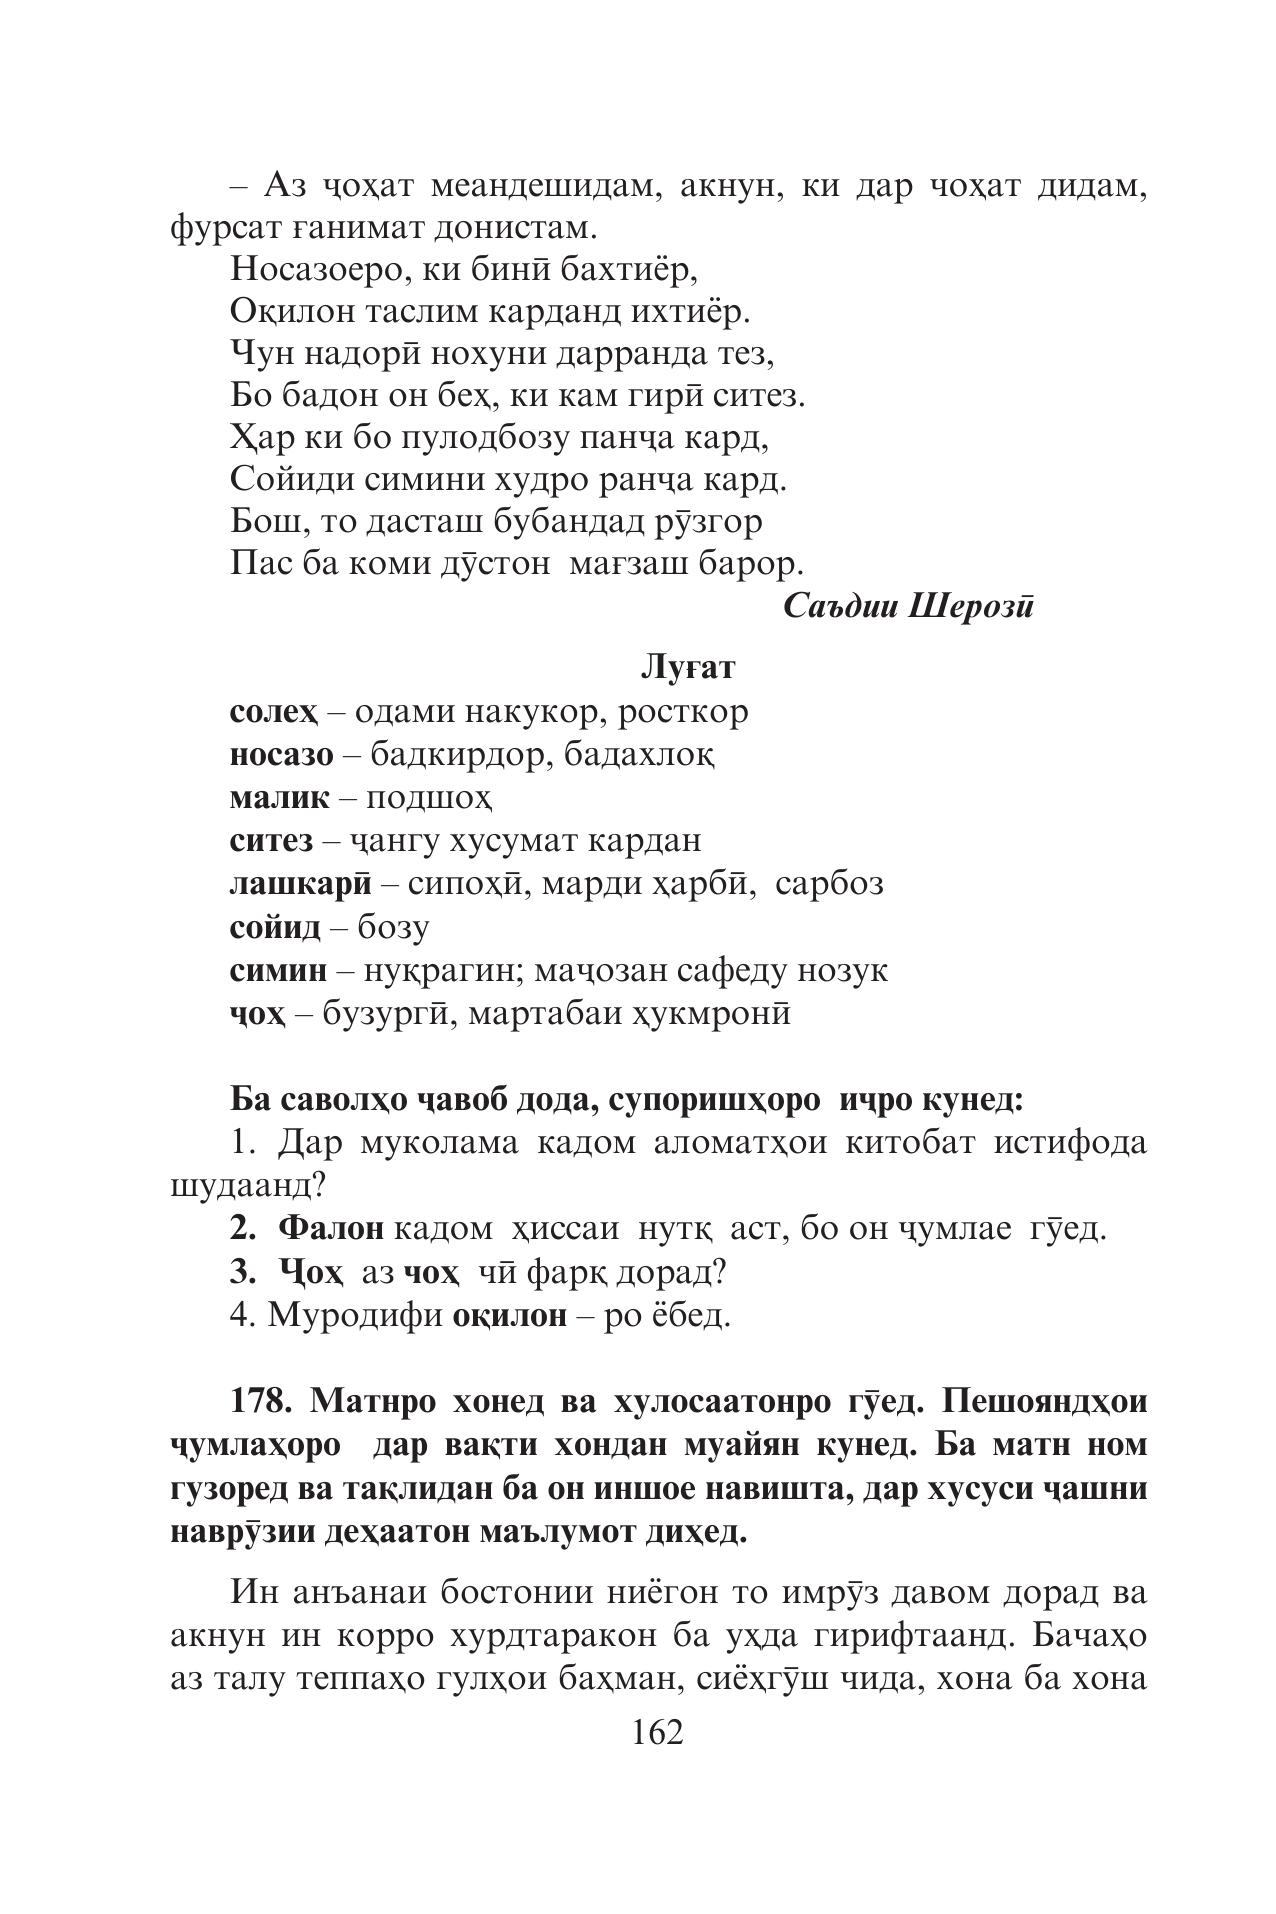 – Аз ҷоҳат меандешидам, акнун, ки дар чоҳат дидам,
фурсат ғанимат донистам.
Носазоеро, ки бинӣ бахтиёр,
Оқилон таслим карданд ихтиёр.
Чун надорӣ нохуни дарранда тез,
Бо бадон он беҳ, ки кам гирӣ ситез.
Ҳар ки бо пулодбозу панҷа кард,
Сойиди симини худро ранҷа кард.
Бош, то дасташ бубандад рӯзгор
Пас ба коми дӯстон мағзаш барор.
Саъдии Шерозӣ
Луғат
солеҳ – одами накукор, росткор
носазо – бадкирдор, бадахлоқ
малик – подшоҳ
ситез – ҷангу хусумат кардан
лашкарӣ – сипоҳӣ, марди ҳарбӣ, сарбоз
сойид – бозу
симин – нуқрагин; маҷозан сафеду нозук
ҷоҳ – бузургӣ, мартабаи ҳукмронӣ
Ба саволҳо ҷавоб дода, супоришҳоро иҷро кунед:
1. Дар муколама кадом аломатҳои китобат истифода
шудаанд?
2. Фалон кадом ҳиссаи нутқ аст, бо он ҷумлае гӯед.
3. Ҷоҳ аз чоҳ чӣ фарқ дорад?
4. Муродифи оқилон – ро ёбед.
178. Матнро хонед ва хулосаатонро гӯед. Пешояндҳои
ҷумлаҳоро дар вақти хондан муайян кунед. Ба матн ном
гузоред ва тақлидан ба он иншое навишта, дар хусуси ҷашни
наврӯзии деҳаатон маълумот диҳед.
Ин анъанаи бостонии ниёгон то имрӯз давом дорад ва
акнун ин корро хурдтаракон ба уҳда гирифтаанд. Бачаҳо
аз талу теппаҳо гулҳои баҳман, сиёҳгӯш чида, хона ба хона
162